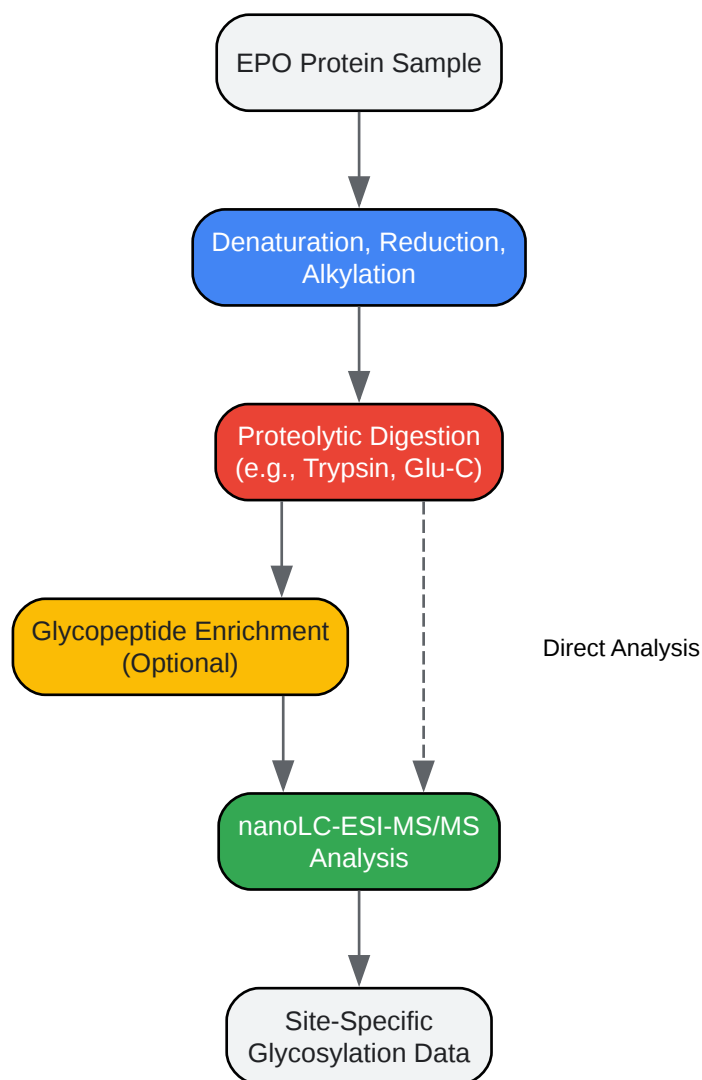 EPO Protein Sample
Denaturation, Reduction,
Alkylation
Proteolytic Digestion
(e.g., Trypsin, Glu-C)
Glycopeptide Enrichment
(Optional)
Direct Analysis
nanoLC-ESI-MS/MS
Analysis
Site-Specific
Glycosylation Data